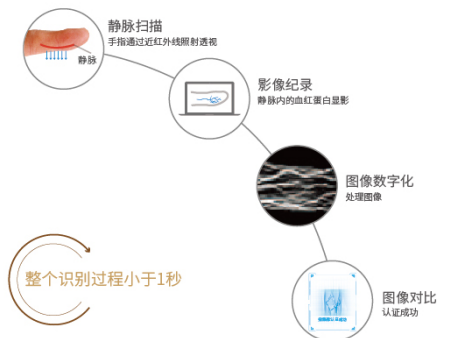 静脉扫描
手指通过近红外线照射透视
静脉
影像纪录
静脉内的血红蛋白显影
图像数字化
处理图像
整个识别过程小于1秒
图像对比
认证成功